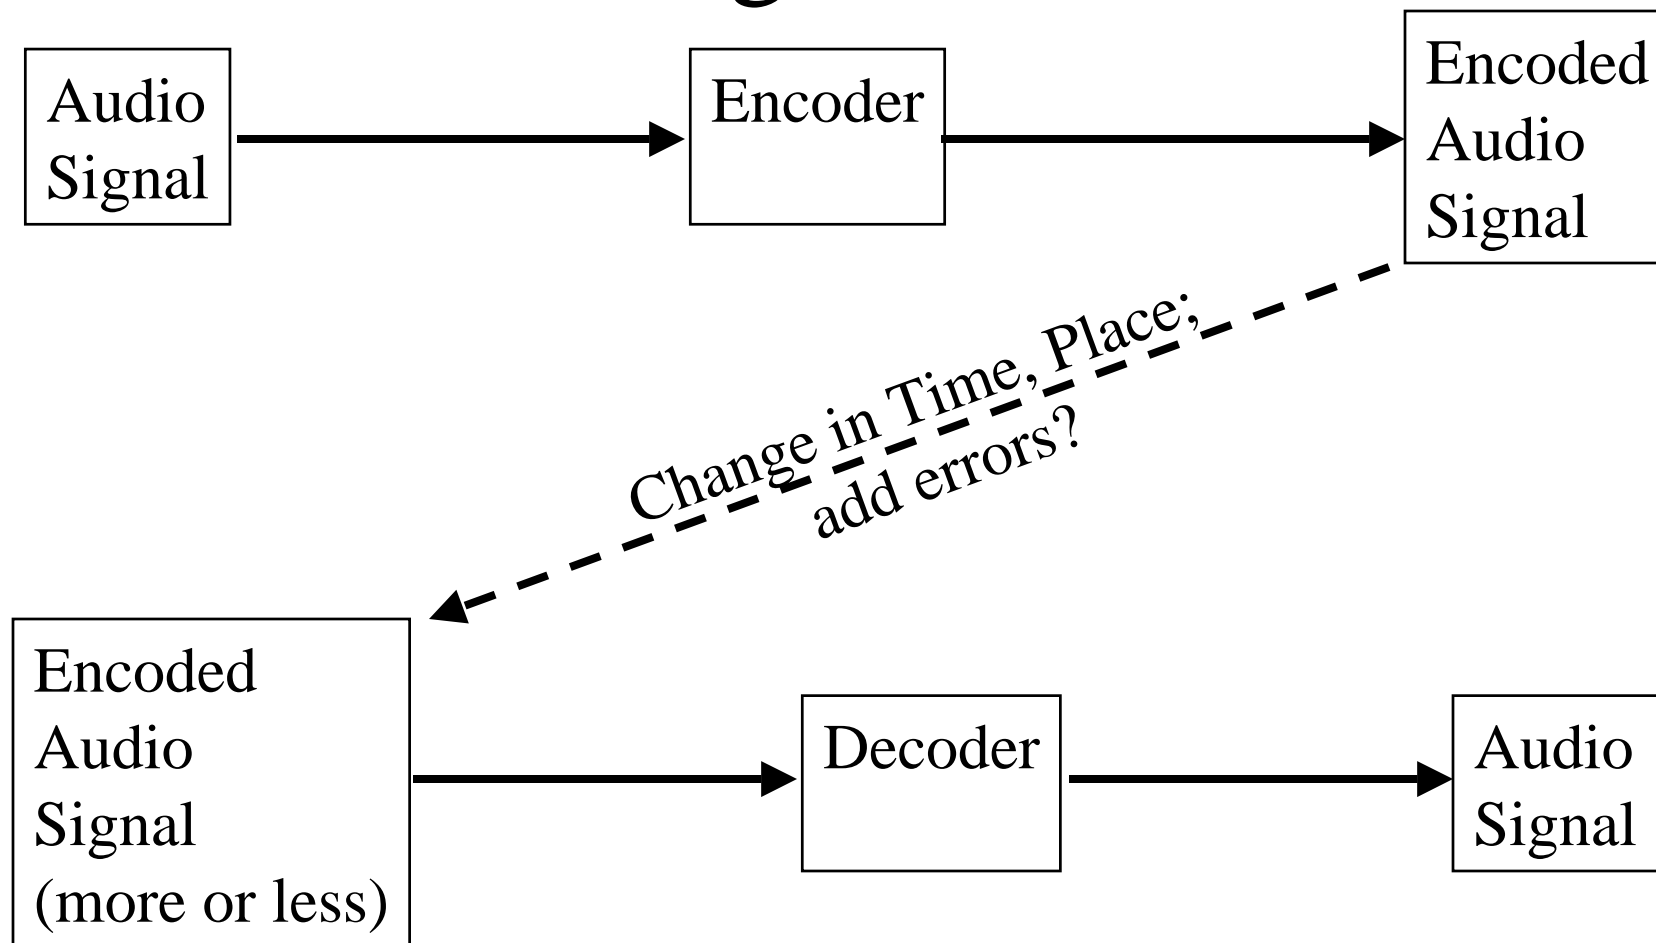 Audio
Signal
Encoder
Encoded
Audio
Signal
Change in Time, Place;
add errors?
Encoded
Audio
Signal
(more or less)
Decoder
Audio
Signal